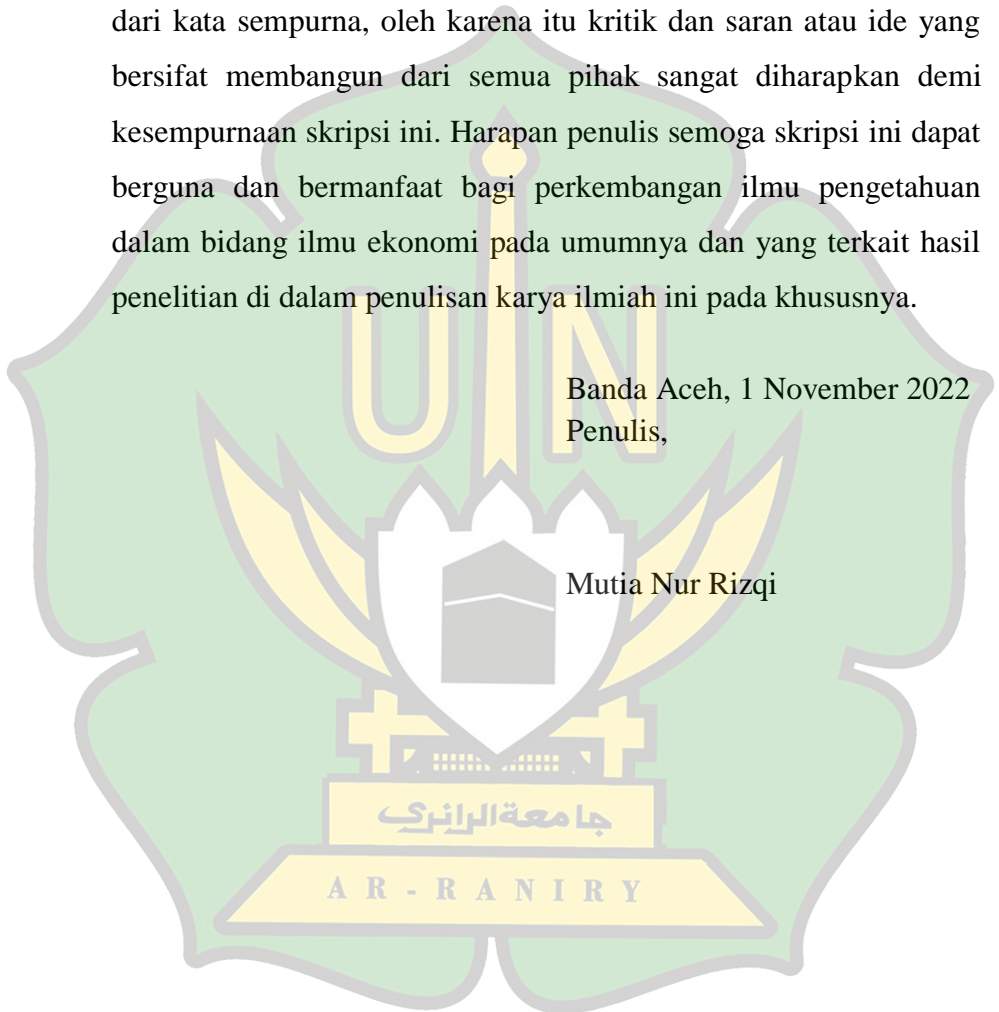 dari kata sempurna, oleh karena itu kritik dan saran atau ide yang
bersifat membangun dari semua pihak sangat diharapkan demi
kesempurnaan skripsi ini. Harapan penulis semoga skripsi ini dapat
berguna dan bermanfaat bagi perkembangan ilmu pengetahuan
dalam bidang ilmu ekonomi pada umumnya dan yang terkait hasil
penelitian di dalam penulisan karya ilmiah ini pada khususnya.
UIN
Banda Aceh, 1 November 2022
Penulis,
Mutia Nur Rizqi
جامعةالرانري
AR-RANIRY